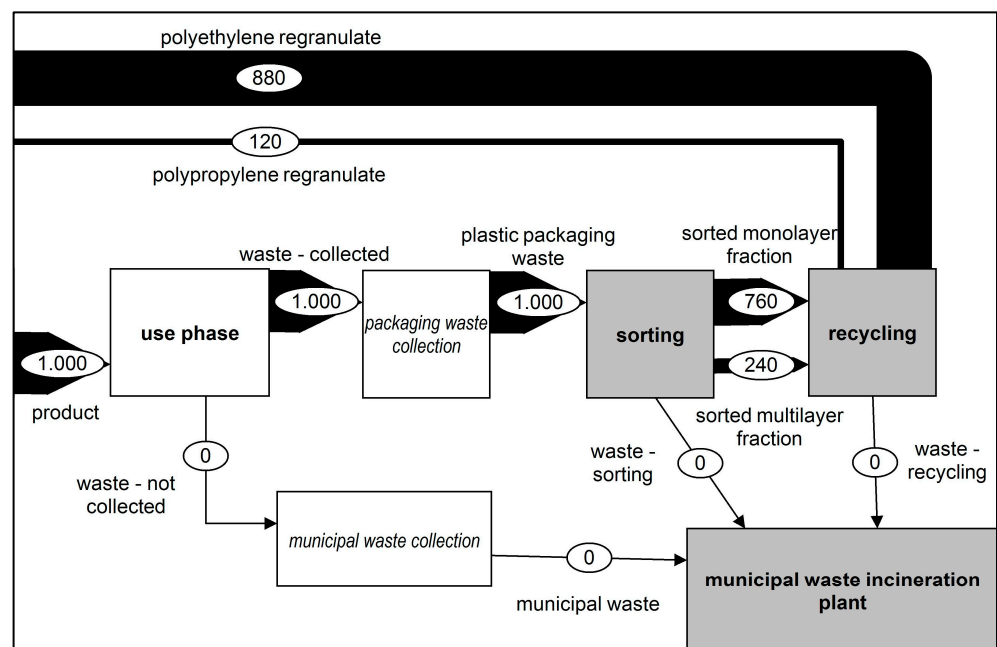 polyethylene regranulate
880
120
polypropylene regranulate
plastic packaging
waste
sorted monolayer
fraction
waste - collected
1.000
1.000
760
use phase
packaging waste
collection
sorting
recycling
1.000
240
product
sorted multilayer
fraction
0
waste - not
collected
waste -
sorting
0
0
waste -
recycling
municipal waste collection
0
municipal waste
municipal waste incineration
plant